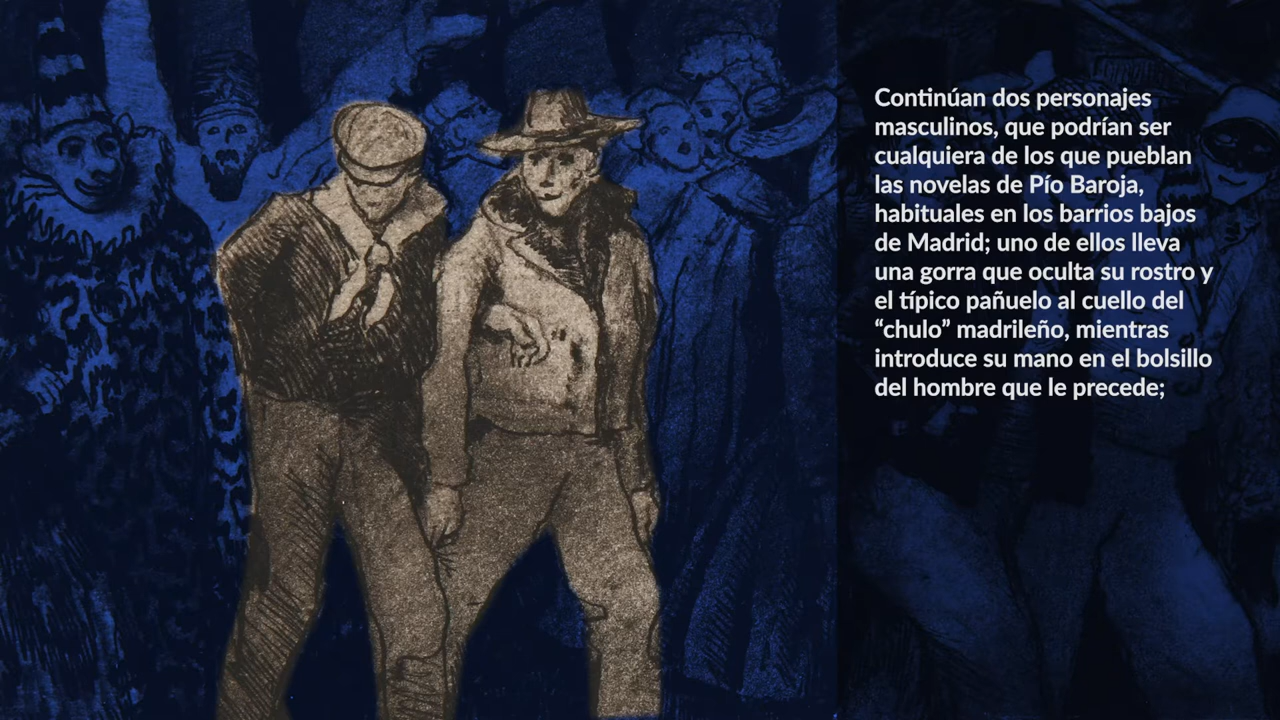 Continúan dos personajes
masculinos, que podrían ser
cualquiera de los que pueblan
las novelas de Pío Baroja,
habituales en los barrios bajos
de Madrid; uno de ellos lleva
una gorra que oculta su rostro y
el típico pañuelo al cuello del
“chulo” madrileño, mientras
introduce su mano en el bolsillo
del hombre que le precede;